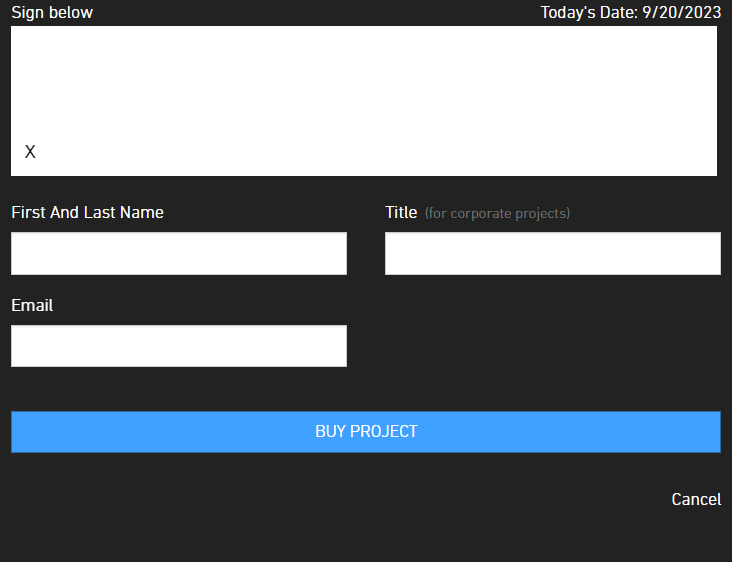 Sign below
Today's Date: 9/20/2023
X
First And Last Name
Title (for corporate projects)
Email
BUY PROJECT
Cancel